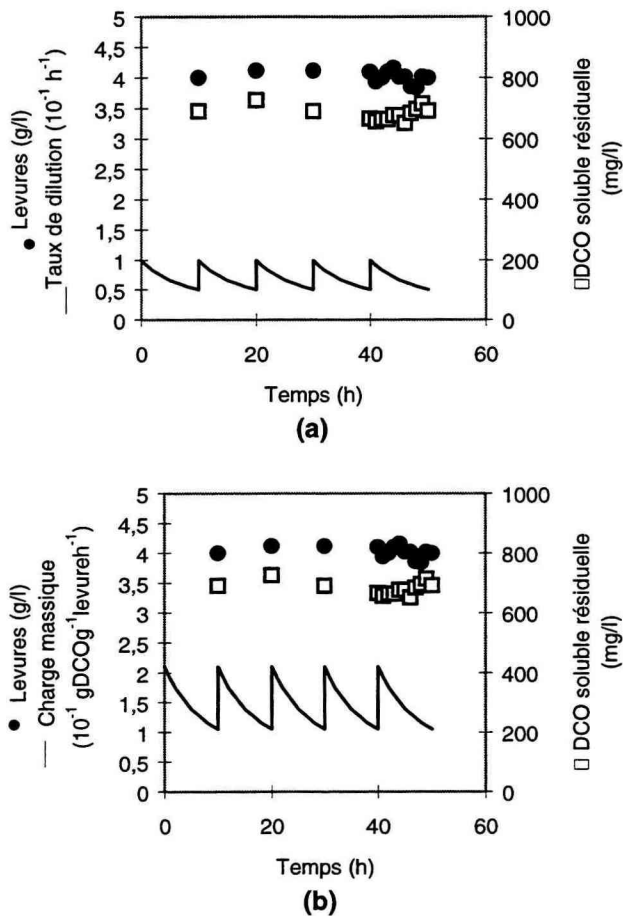 ● Levures (g/l)
— Taux de dilution (10⁻¹ h⁻¹)
5
4,5
4
3,5
3
2,5
2
1,5
1
0,5
0
1000
800
600
400
200
0
□DCO soluble résiduelle
(mg/l)
0 20 40 60
Temps (h)
(a)
● Levures (g/l)
— Charge massique
(10⁻¹ gDCOg⁻¹levureh⁻¹)
5
4,5
4
3,5
3
2,5
2
1,5
1
0,5
0
1000
800
600
400
200
0
□ DCO soluble résiduelle
(mg/l)
0 20 40 60
Temps (h)
(b)